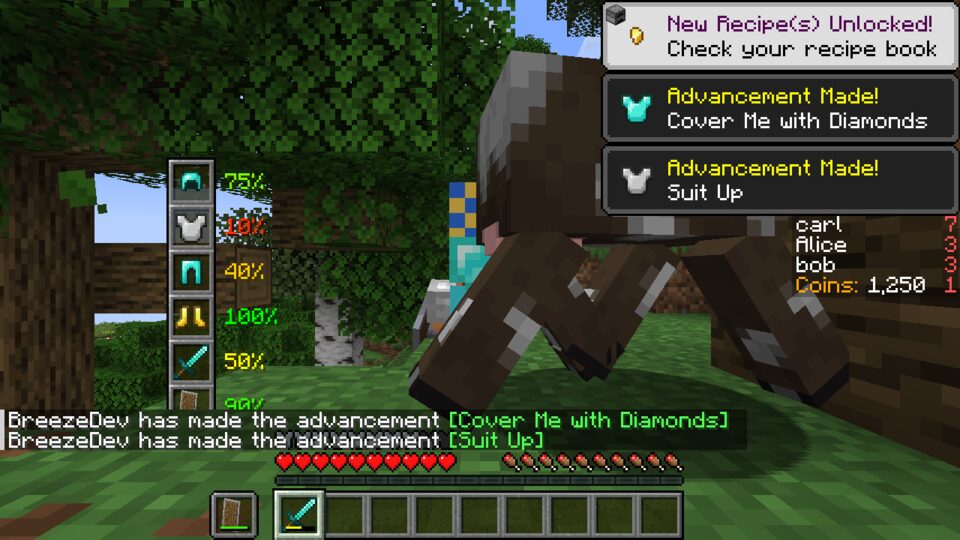 New Recipe(s) Unlocked!
Check your recipe book
Advancement Made!
Cover Me with Diamonds
Advancement Made!
Suit Up
75%
10%
40%
100%
50%
90%
carl 7
Alice 3
bob 3
Coins: 1,250 1
BreezeDev has made the advancement [Cover Me with Diamonds]
BreezeDev has made the advancement [Suit Up]